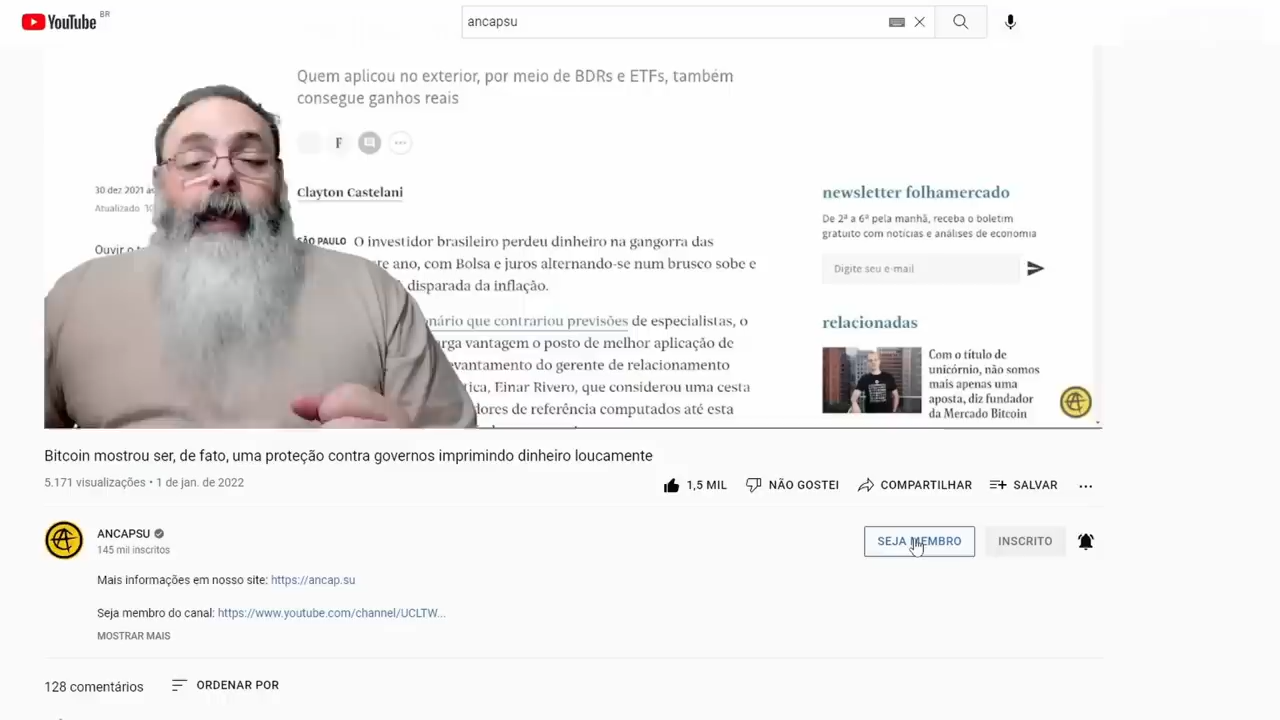 YouTube BR
ancapsu
Quem aplicou no exterior, por meio de BDRs e ETFs, também
consegue ganhos reais
F
30 dez 2021
Atualizado
Clayton Castelani
Ouvir o
SÃO PAULO O investidor brasileiro perdeu dinheiro na gangorra das
te ano, com Bolsa e juros alternando-se num brusco sobe e
disparada da inflação.
nário que contrariou previsões de especialistas, o
rga vantagem o posto de melhor aplicação de
evantamento do gerente de relacionamento
tica, Einar Rivero, que considerou uma cesta
dores de referência computados até esta
newsletter folhamercado
De 2ª a 6ª pela manhã, receba o boletim
gratuito com notícias e análises de economia
Digite seu e-mail
relacionadas
Com o título de
unicórnio, não somos
mais apenas uma
aposta, diz fundador
da Mercado Bitcoin
Bitcoin mostrou ser, de fato, uma proteção contra governos imprimindo dinheiro loucamente
5.171 visualizações • 1 de jan. de 2022
1,5 MIL
NÃO GOSTEI
COMPARTILHAR
SALVAR
ANCAPSU
145 mil inscritos
SEJA MEMBRO
INSCRITO
Mais informações em nosso site: https://ancap.su
Seja membro do canal: https://www.youtube.com/channel/UCLTW...
MOSTRAR MAIS
128 comentários
ORDENAR POR